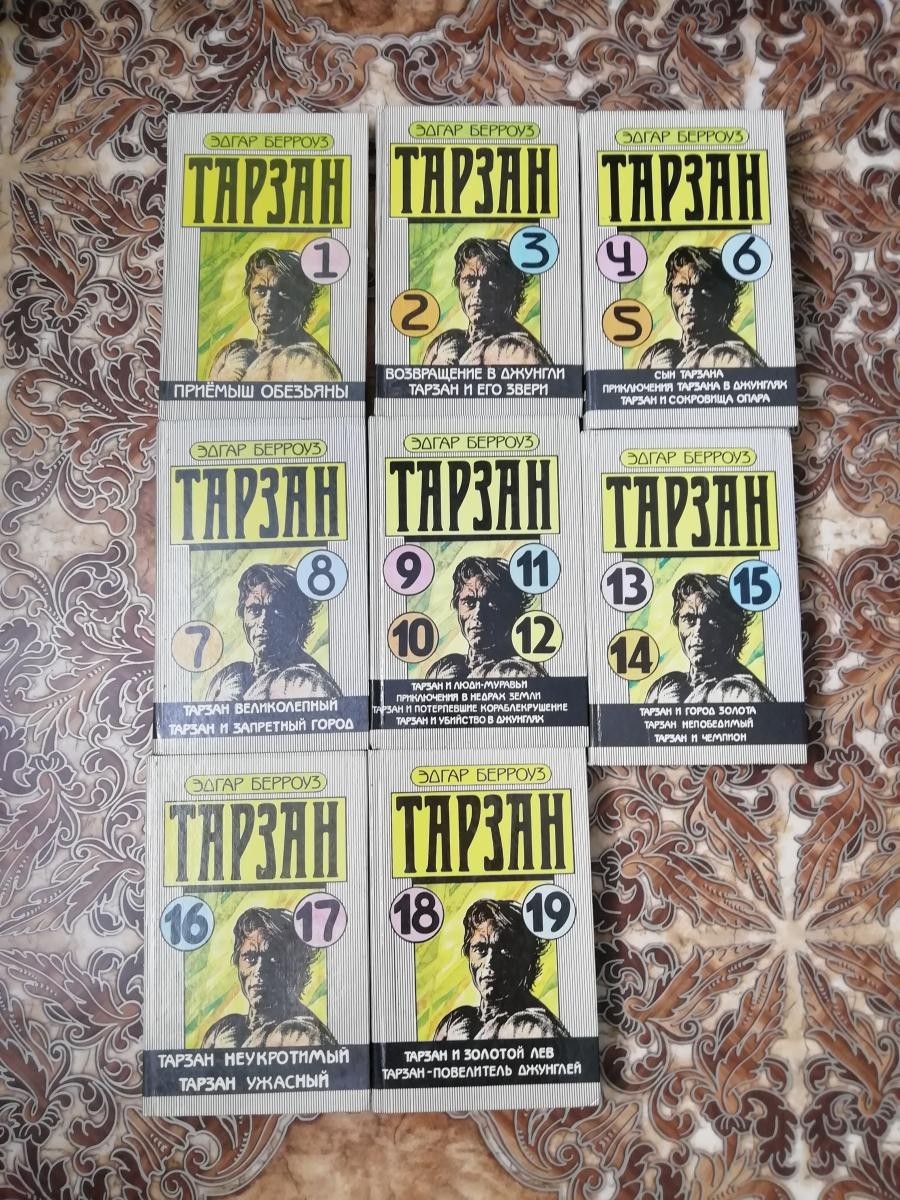 ЭДГАР БЕРРОУЗ
ТАРЗАН
1
ПРИЁМЫШ ОБЕЗЬЯНЫ
ЭДГАР БЕРРОУЗ
ТАРЗАН
3
2
ВОЗВРАЩЕНИЕ В ДЖУНГЛИ
ТАРЗАН И ЕГО ЗВЕРИ
ЭДГАР БЕРРОУЗ
ТАРЗАН
4 6
5
СЫН ТАРЗАНА
ПРИКЛЮЧЕНИЯ ТАРЗАНА В ДЖУНГЛЯХ
ТАРЗАН И СОКРОВИЩА ОПАРА
ЭДГАР БЕРРОУЗ
ТАРЗАН
8
7
ТАРЗАН ВЕЛИКОЛЕПНЫЙ
ТАРЗАН И ЗАПРЕТНЫЙ ГОРОД
ЭДГАР БЕРРОУЗ
ТАРЗАН
9 11
10 12
ТАРЗАН И ЛЮДИ-МУРАВЬИ
ПРИКЛЮЧЕНИЯ В НЕДРАХ ЗЕМЛИ
ТАРЗАН И ПОТЕРПЕВШИЕ КОРАБЛЕКРУШЕНИЕ
ТАРЗАН И УБИЙСТВО В ДЖУНГЛЯХ
ЭДГАР БЕРРОУЗ
ТАРЗАН
13 15
14
ТАРЗАН И ГОРОД ЗОЛОТА
ТАРЗАН НЕПОБЕДИМЫЙ
ТАРЗАН И ЧЕМПИОН
ЭДГАР БЕРРОУЗ
ТАРЗАН
16 17
ТАРЗАН НЕУКРОТИМЫЙ
ТАРЗАН УЖАСНЫЙ
ЭДГАР БЕРРОУЗ
ТАРЗАН
18 19
ТАРЗАН И ЗОЛОТОЙ ЛЕВ
ТАРЗАН-ПОВЕЛИТЕЛЬ ДЖУНГЛЕЙ